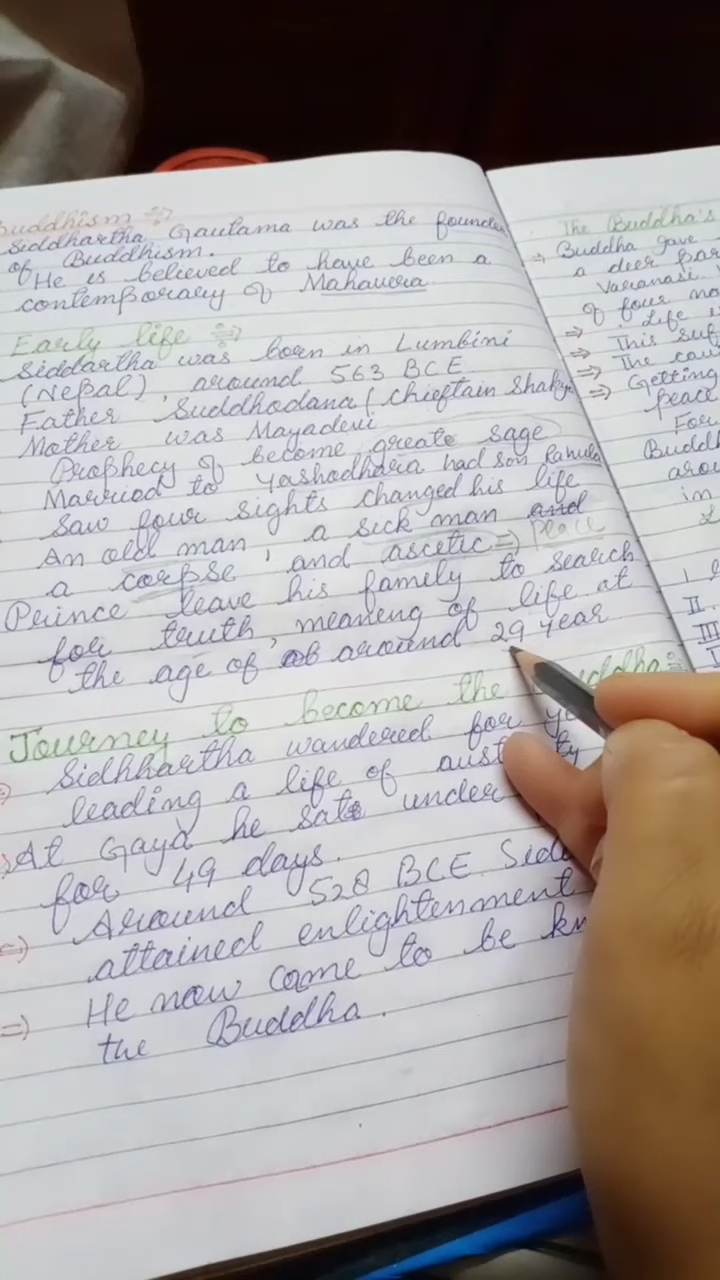 Buddhism
Siddhartha Gautama was the founder
of Buddhism.
He is believed to have been a
contemporary of Mahavera.
Early life
Siddartha was born in Lumbini
(Nepal), around 563 BCE
Father Suddhodana (Chieftain Shakya
Mother was Mayadevi
Prophecy of become greate sage
Married to Yashodhara had son Rahula
Saw four sights changed his life
An old man, a sick man and
a corpse, and ascetic => Place
Prince leave his family to search
for truth, meaning of life at
the age of around 29 year
Journey to become the Buddha
=> Sidhhartha wandered for
leading a life of
At Gaya he sat under
for 49 days.
=> Around 528 BCE
attained enlightenment
=> He now came to be
the Buddha.
The Buddha's
=> Buddha gave
a deer
Varanasi
of four
=> Life
=> This
=> The
=> Getting
peace
For
in
I
II.
III